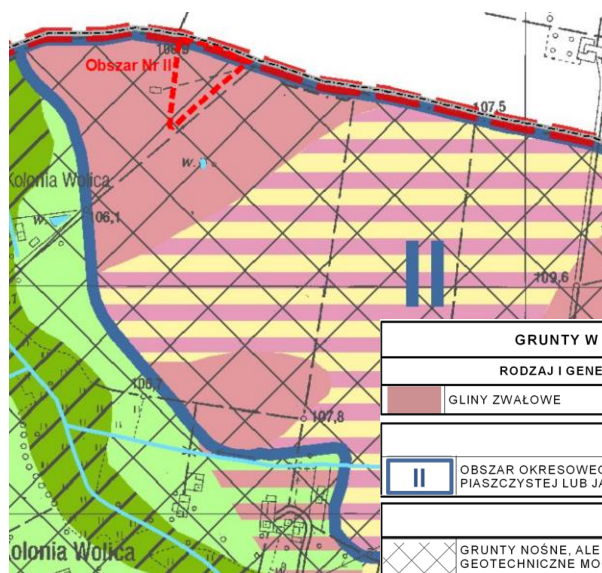 108,9
Obszar Nr II
107,5
w.
Kolonia Wolica
w.
106,1
II
109,6
GRUNTY W
RODZAJ I GENE
106,7
GLINY ZWAŁOWE
107,8
II
OBSZAR OKRESOWEG
PIASZCZYSTEJ LUB JA
GRUNTY NOŚNE, ALE
GEOTECHNICZNE MO
olonia Wolica